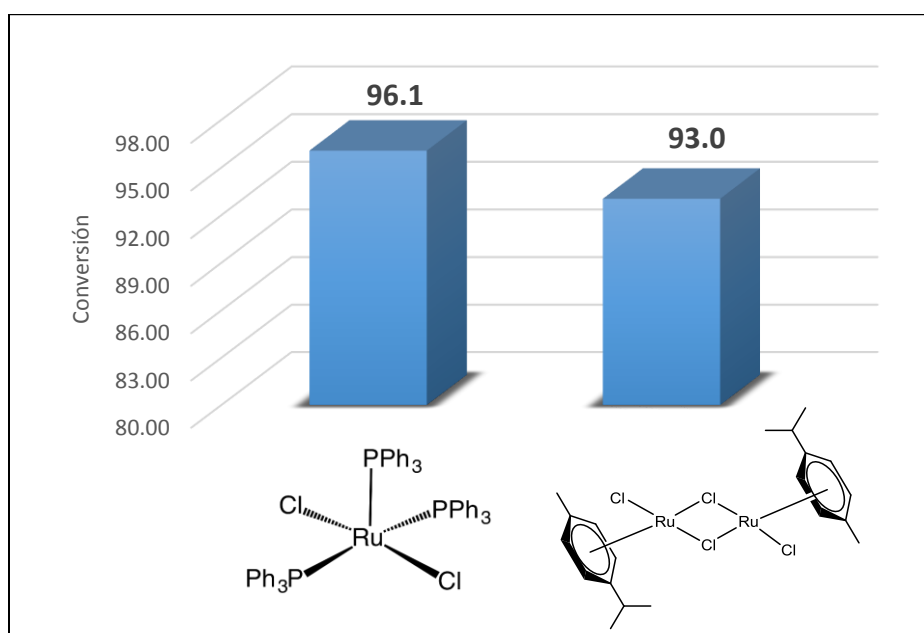 96.1
93.0
98.00
95.00
92.00
89.00
86.00
83.00
80.00
Conversión
PPh3
Cl
PPh3
Ru
Ph3P
Cl
Cl
Cl
Ru
Ru
Cl
Cl